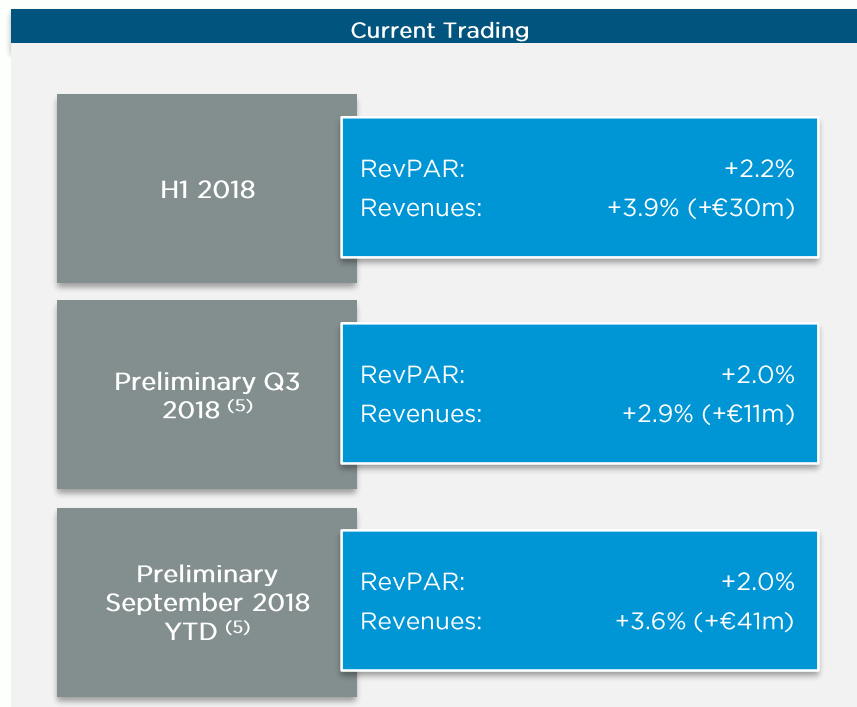 Current Trading
H1 2018
RevPAR: +2.2%
Revenues: +3.9% (+€30m)
Preliminary Q3
2018 (5)
RevPAR: +2.0%
Revenues: +2.9% (+€11m)
Preliminary
September 2018
YTD (5)
RevPAR: +2.0%
Revenues: +3.6% (+€41m)